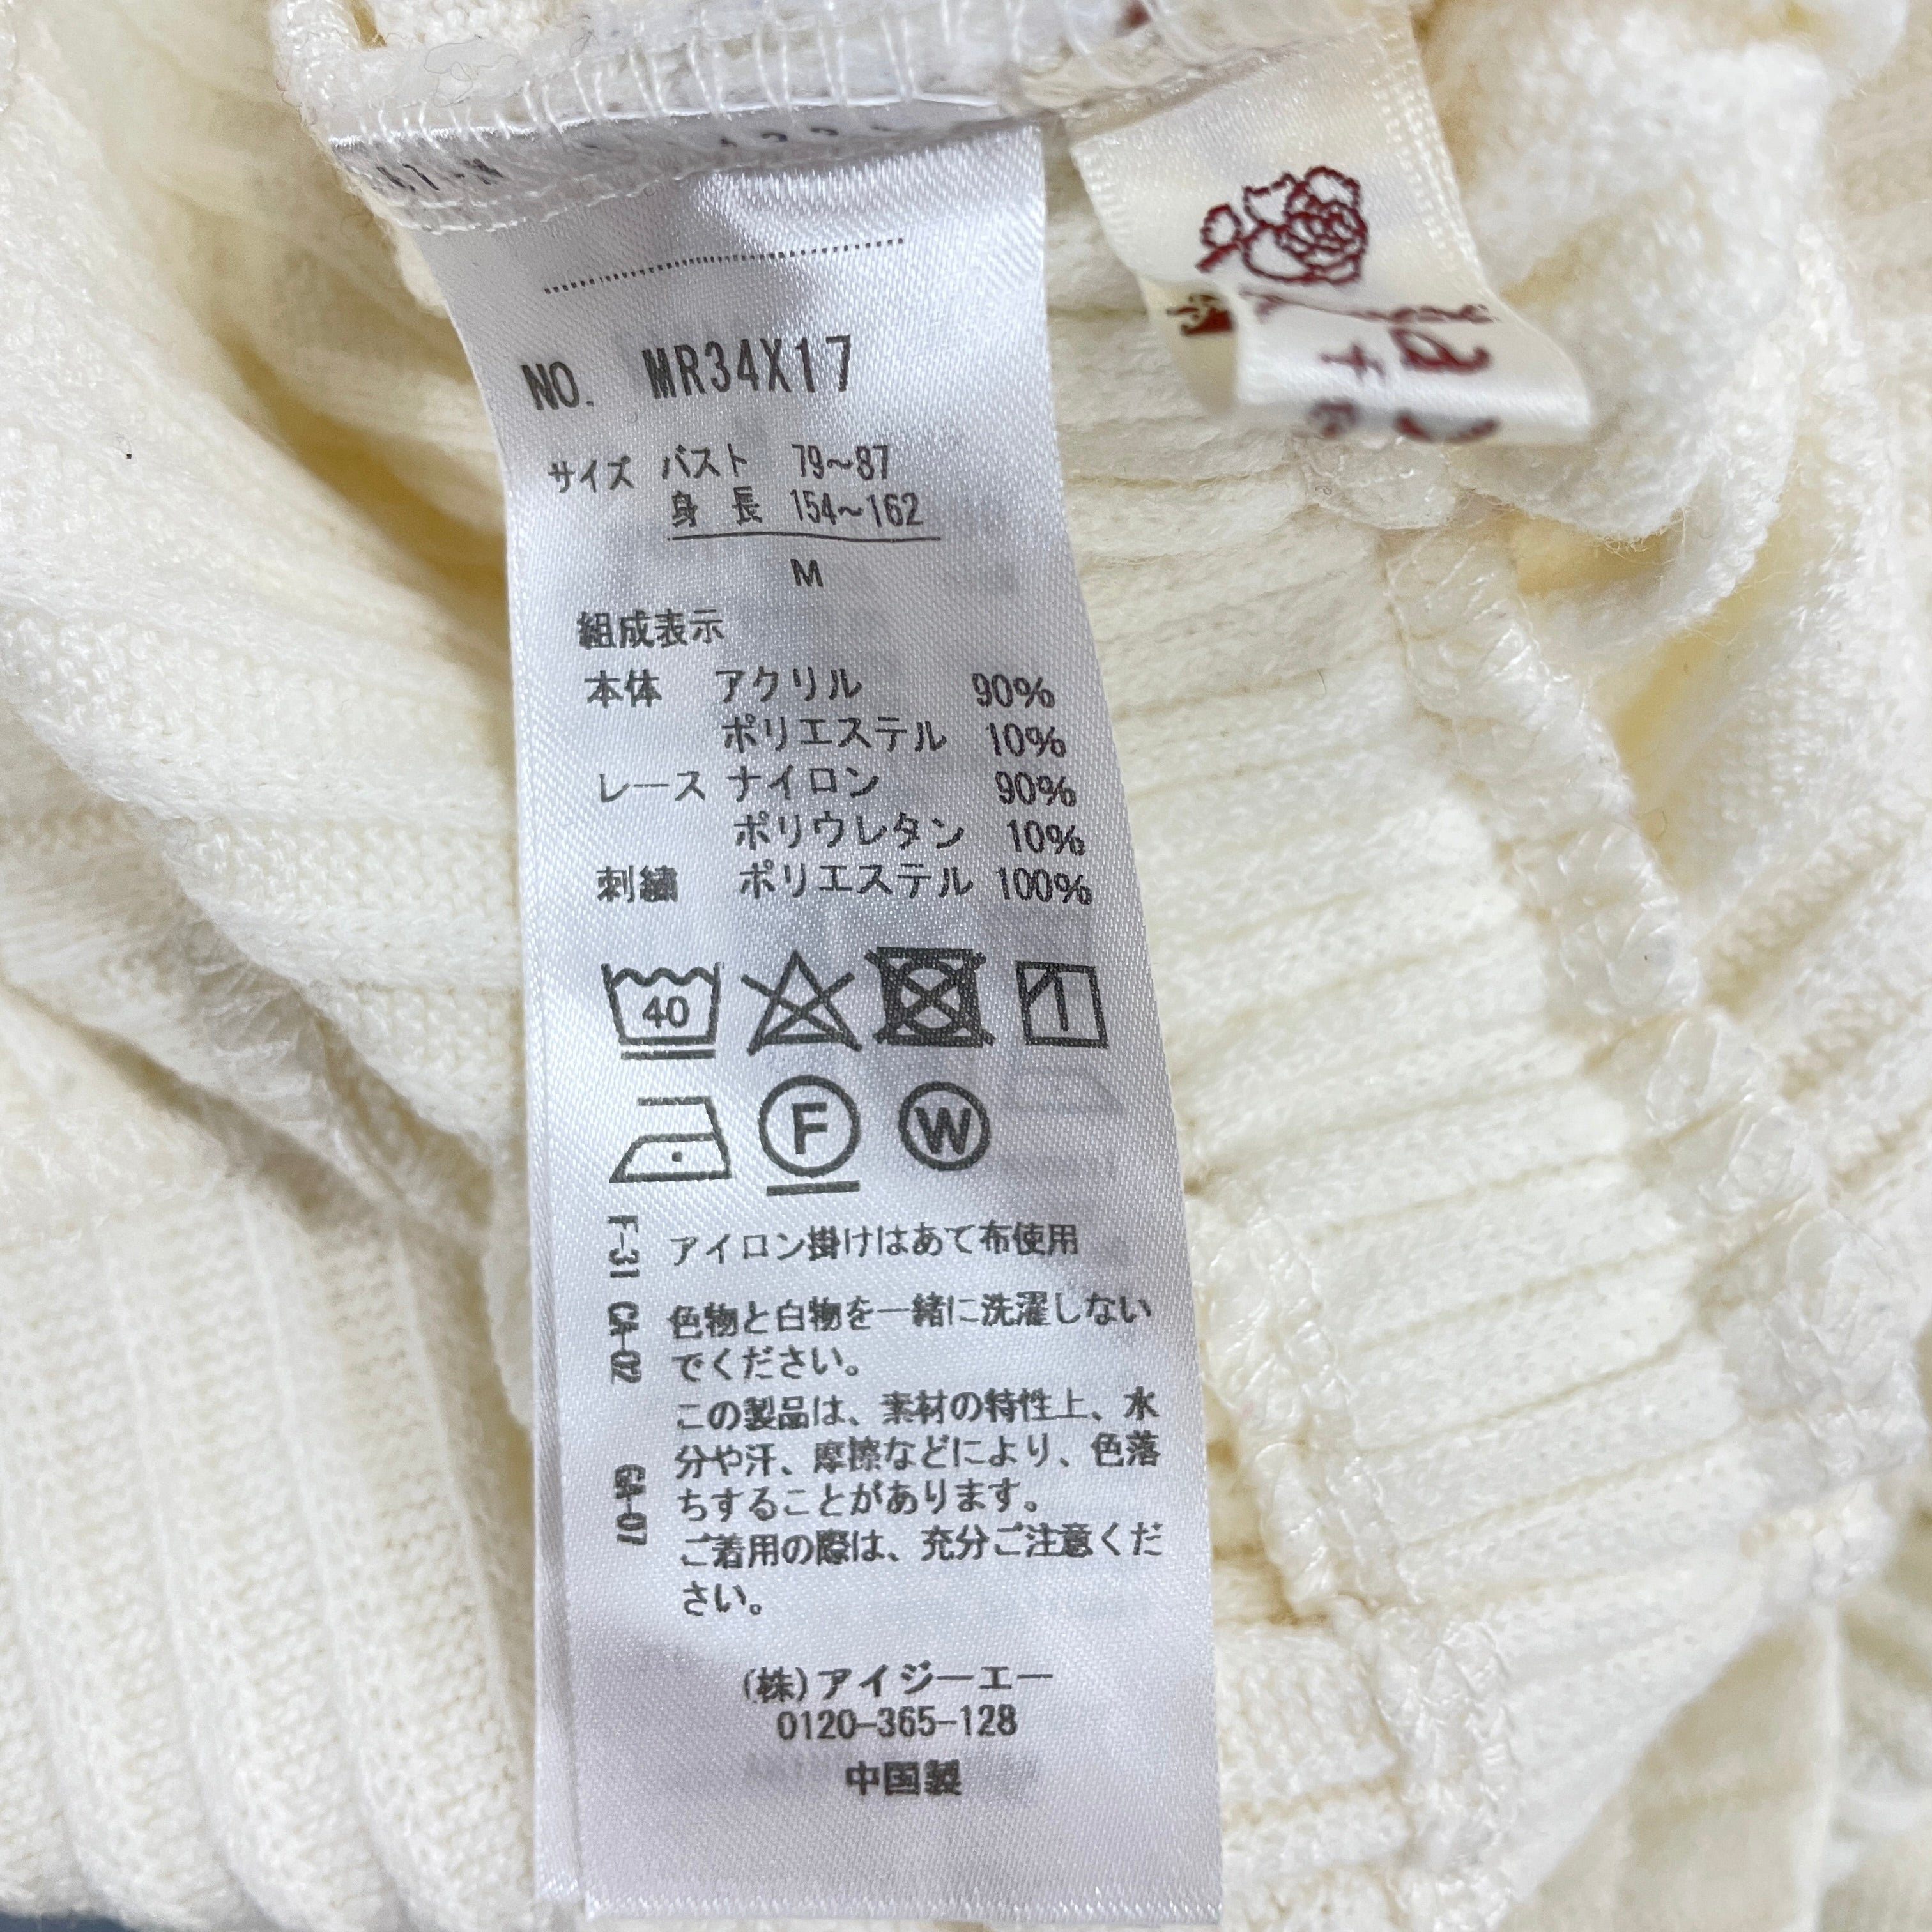 NO. MR34X17
サイズ バスト 79～87
身長 154～162
M
組成表示
本体 アクリル 90%
ポリエステル 10%
レース ナイロン 90%
ポリウレタン 10%
刺繍 ポリエステル 100%
40
F W
F-31 アイロン掛けはあて布使用
CA-02 色物と白物を一緒に洗濯しない
でください。
この製品は、素材の特性上、水
GA-07 分や汗、摩擦などにより、色落
ちすることがあります。
ご着用の際は、充分ご注意くだ
さい。
(株)アイジーエー
0120-365-128
中国製